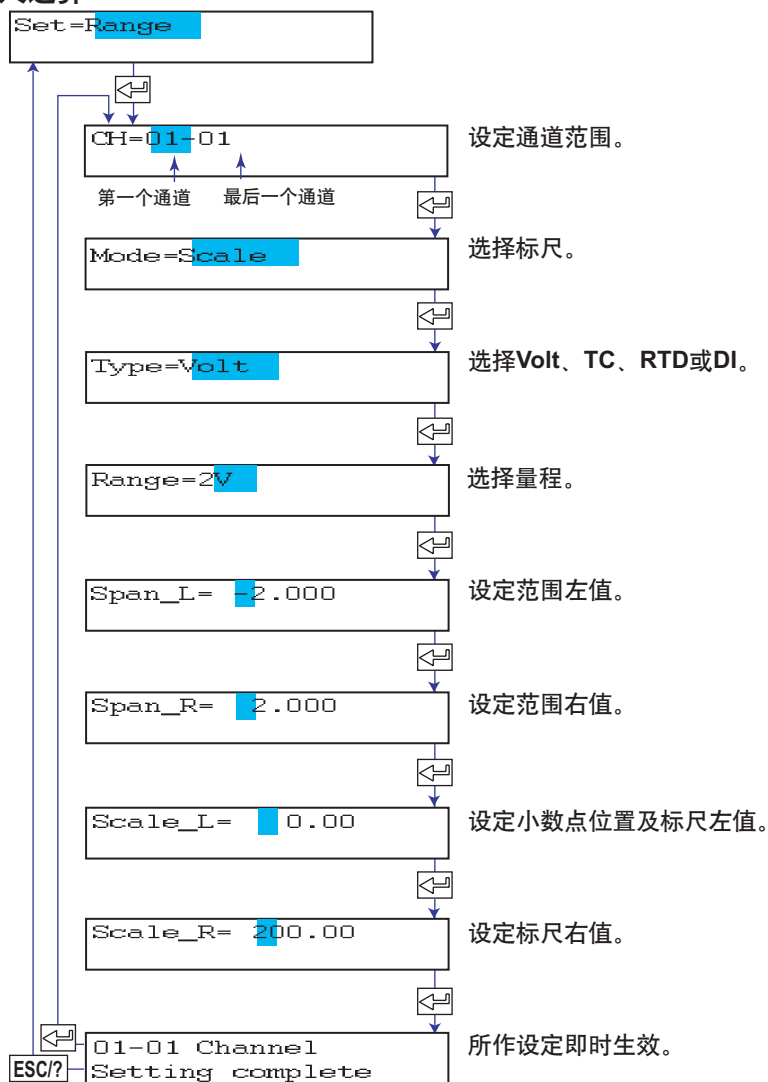 Set=Range
CH=01-01
设定通道范围。
第一个通道 最后一个通道
Mode=Scale
选择标尺。
Type=Volt
选择Volt、TC、RTD或DI。
Range=2V
选择量程。
Span_L= -2.000
设定范围左值。
Span_R= 2.000
设定范围右值。
Scale_L= 0.00
设定小数点位置及标尺左值。
Scale_R= 200.00
设定标尺右值。
01-01 Channel
所作设定即时生效。
ESC/?
Setting complete